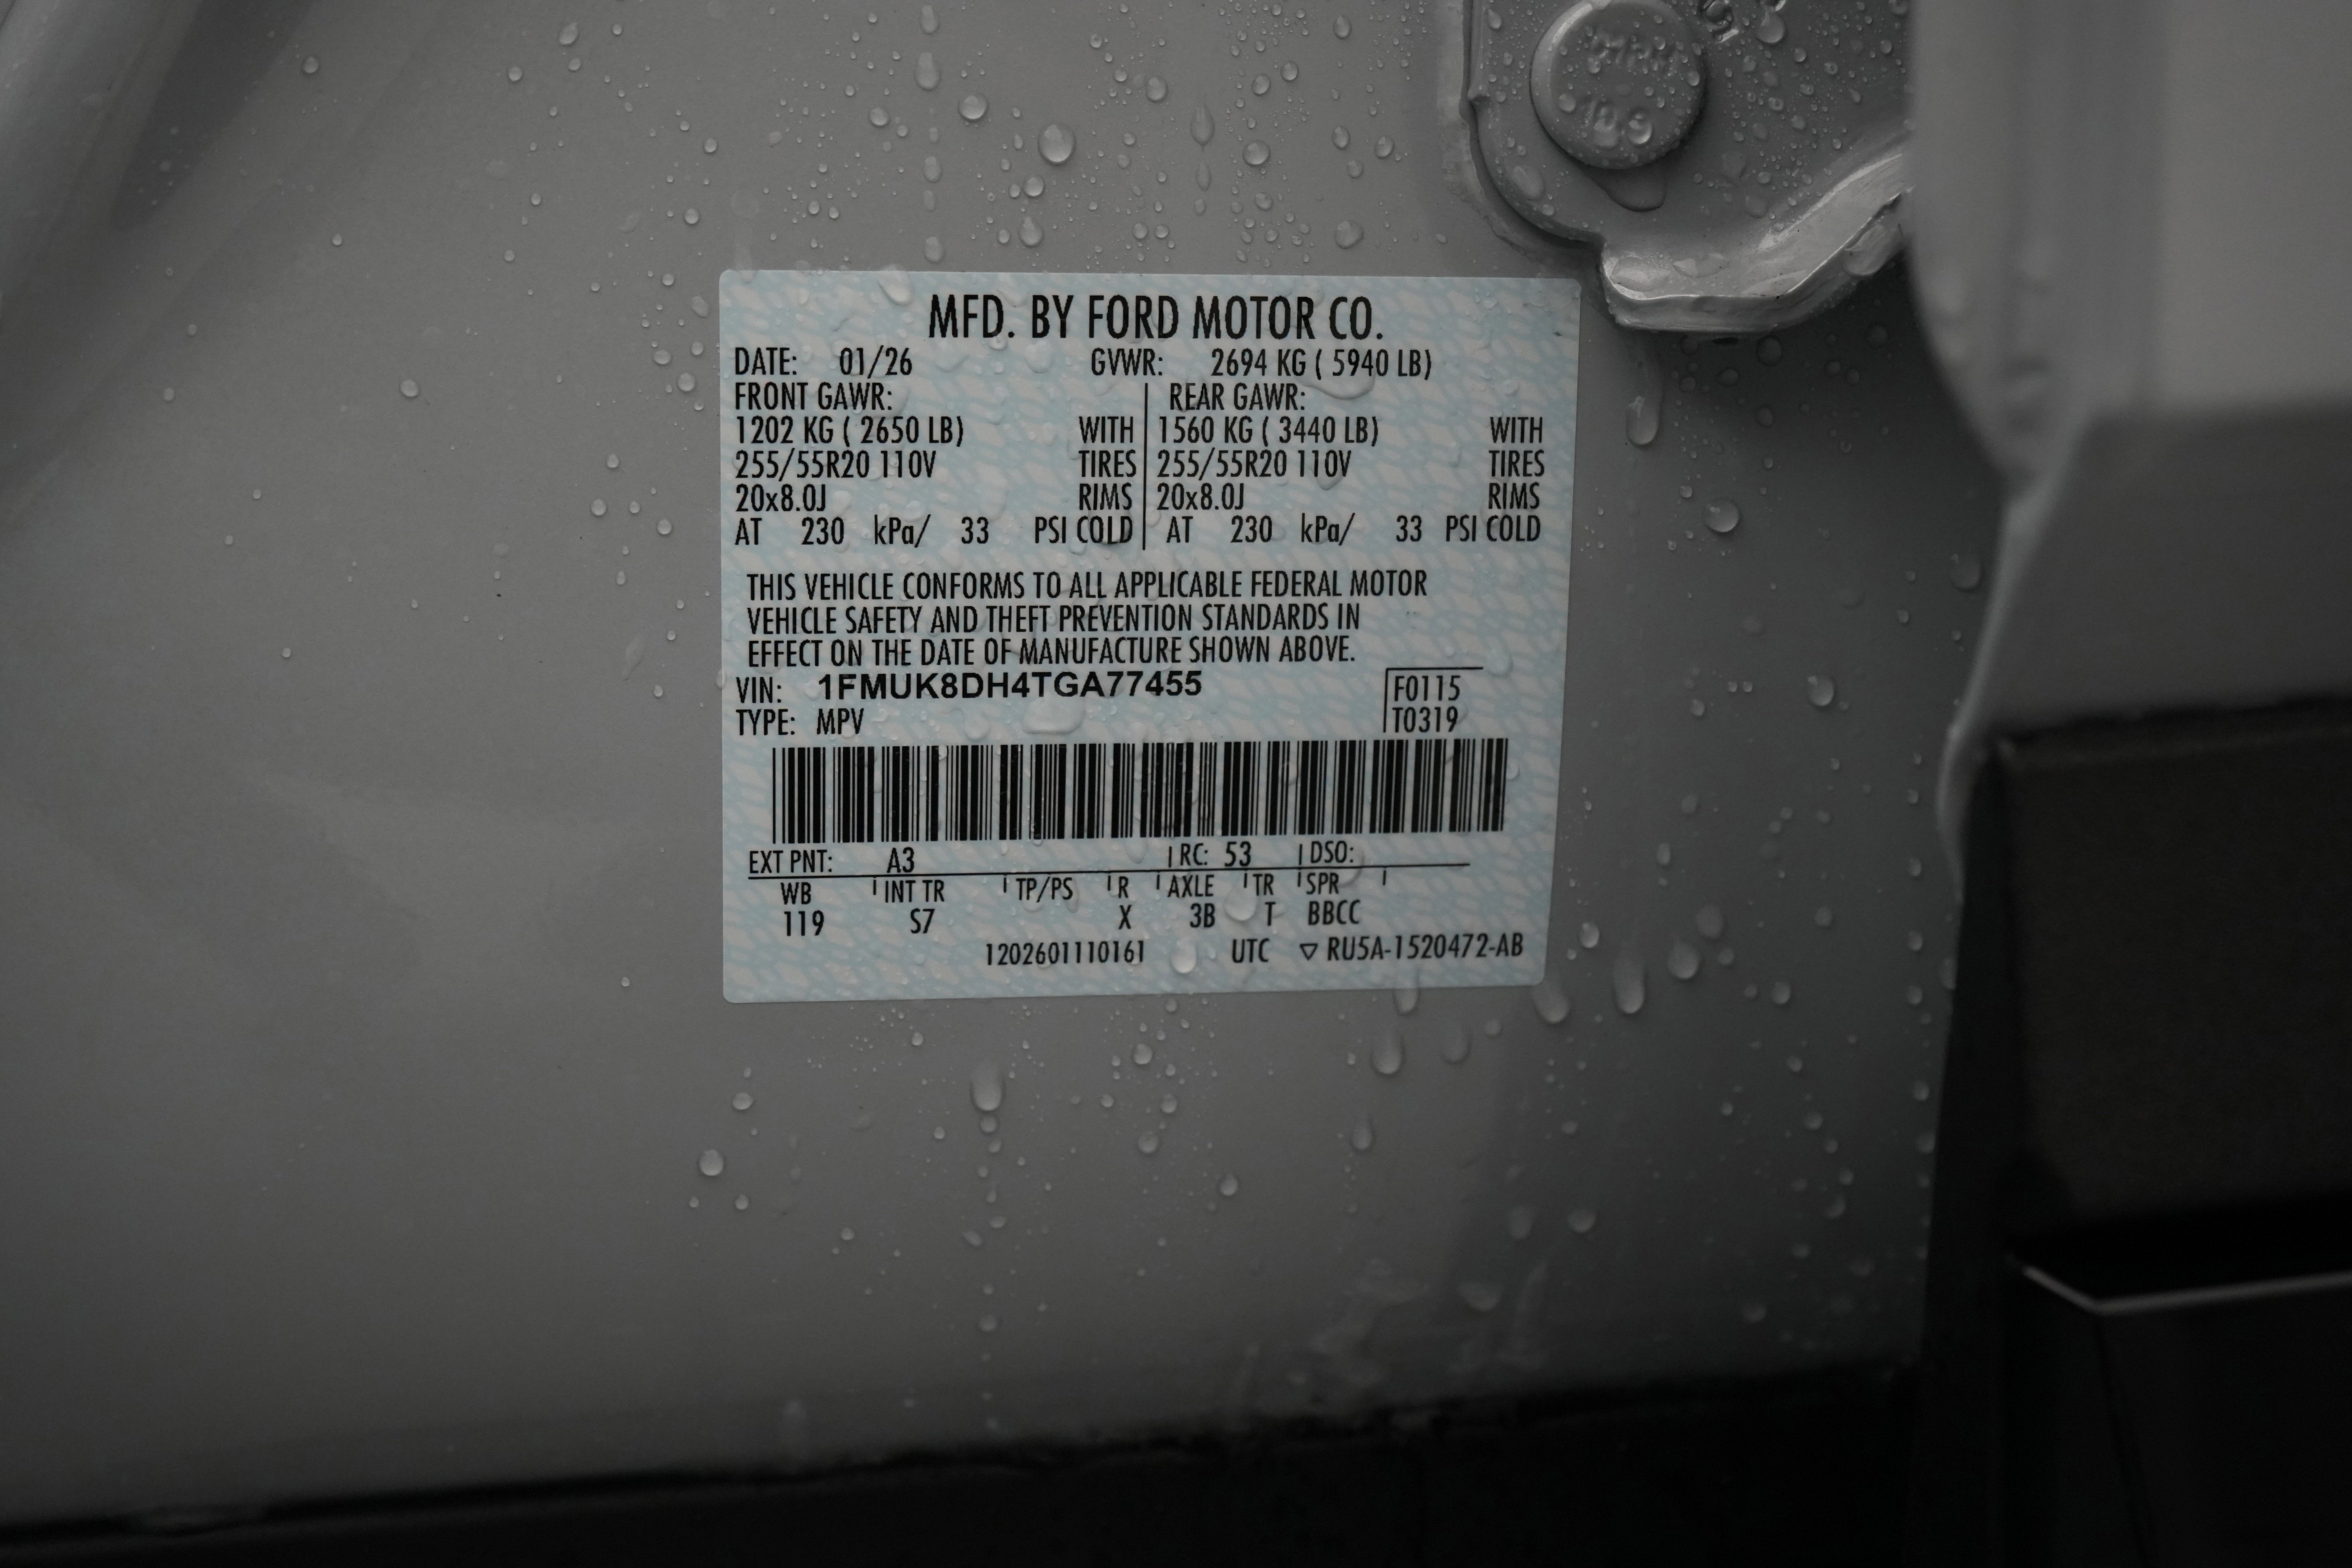 MFD. BY FORD MOTOR CO.
DATE: 01/26 GVWR: 2694 KG ( 5940 LB)
FRONT GAWR: REAR GAWR:
1202 KG ( 2650 LB) WITH 1560 KG ( 3440 LB) WITH
255/55R20 110V TIRES 255/55R20 110V TIRES
20x8.0J RIMS 20x8.0J RIMS
AT 230 kPa/ 33 PSI COLD AT 230 kPa/ 33 PSI COLD
THIS VEHICLE CONFORMS TO ALL APPLICABLE FEDERAL MOTOR
VEHICLE SAFETY AND THEFT PREVENTION STANDARDS IN
EFFECT ON THE DATE OF MANUFACTURE SHOWN ABOVE.
VIN: 1FMUK8DH4TGA77455 F0115
TYPE: MPV T0319
EXT PNT: A3 RC: 53 DSO:
WB INT TR TP/PS R AXLE TR SPR
119 S7 X 3B T BBCC
1202601110161 UTC ▽ RU5A-1520472-AB